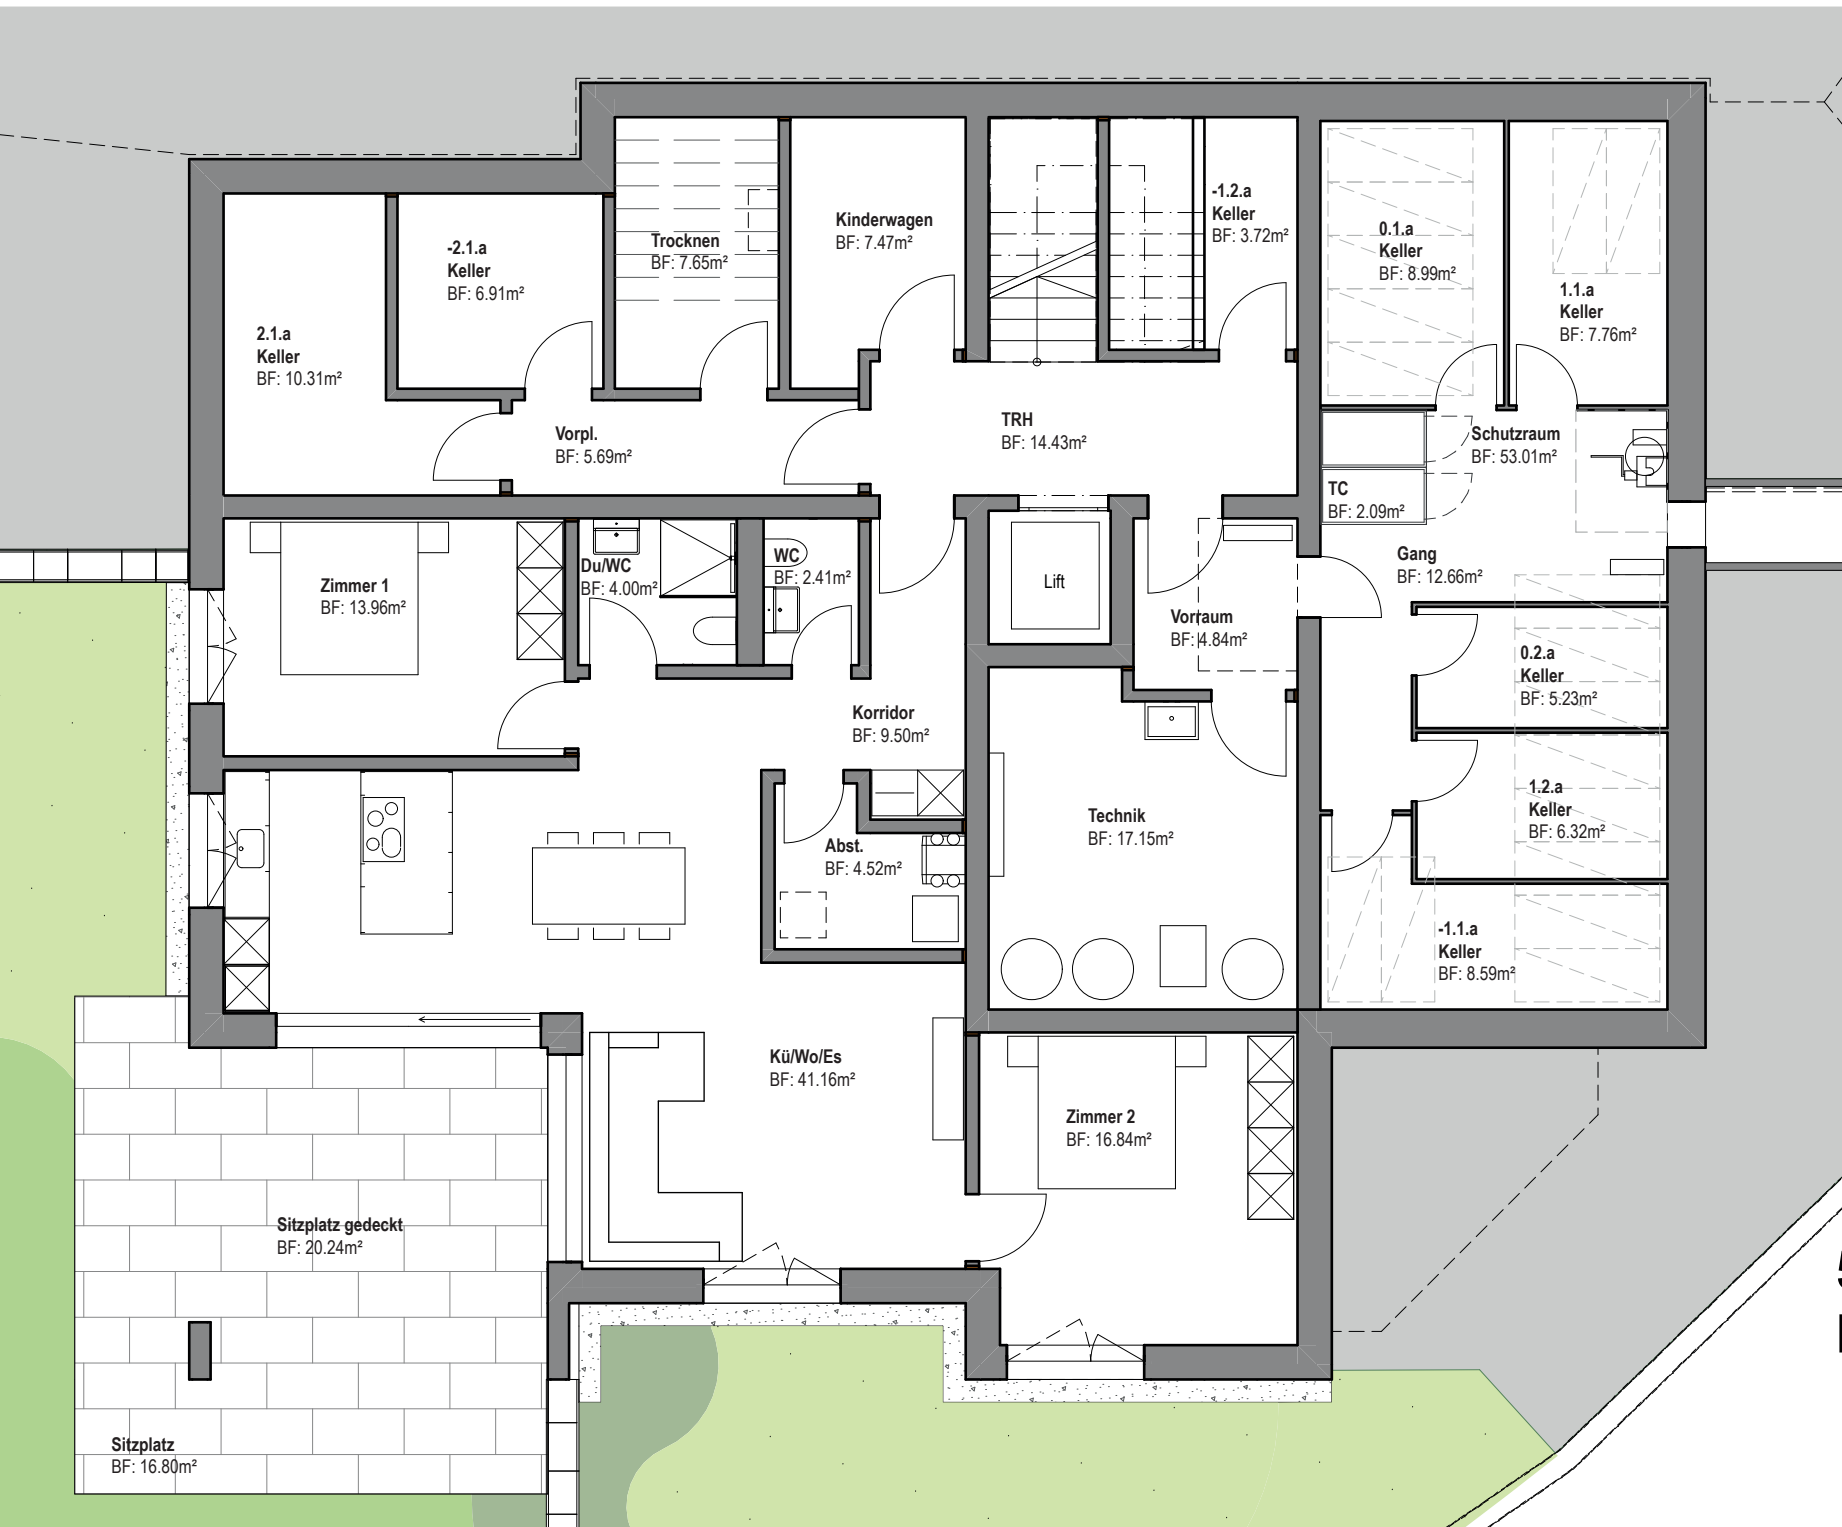 -1.2.a
Keller
BF: 3.72m²
Kinderwagen
BF: 7.47m²
Trocknen
BF: 7.65m²
-2.1.a
Keller
BF: 6.91m²
0.1.a
Keller
BF: 8.99m²
1.1.a
Keller
BF: 7.76m²
2.1.a
Keller
BF: 10.31m²
Vorpl.
BF: 5.69m²
TRH
BF: 14.43m²
Schutzraum
BF: 53.01m²
TC
BF: 2.09m²
Gang
BF: 12.66m²
Zimmer 1
BF: 13.96m²
Du/WC
BF: 4.00m²
WC
BF: 2.41m²
Lift
Vorraum
BF: 4.84m²
0.2.a
Keller
BF: 5.23m²
Korridor
BF: 9.50m²
1.2.a
Keller
BF: 6.32m²
Technik
BF: 17.15m²
Abst.
BF: 4.52m²
-1.1.a
Keller
BF: 8.59m²
Kü/Wo/Es
BF: 41.16m²
Zimmer 2
BF: 16.84m²
Sitzplatz gedeckt
BF: 20.24m²
Sitzplatz
BF: 16.80m²